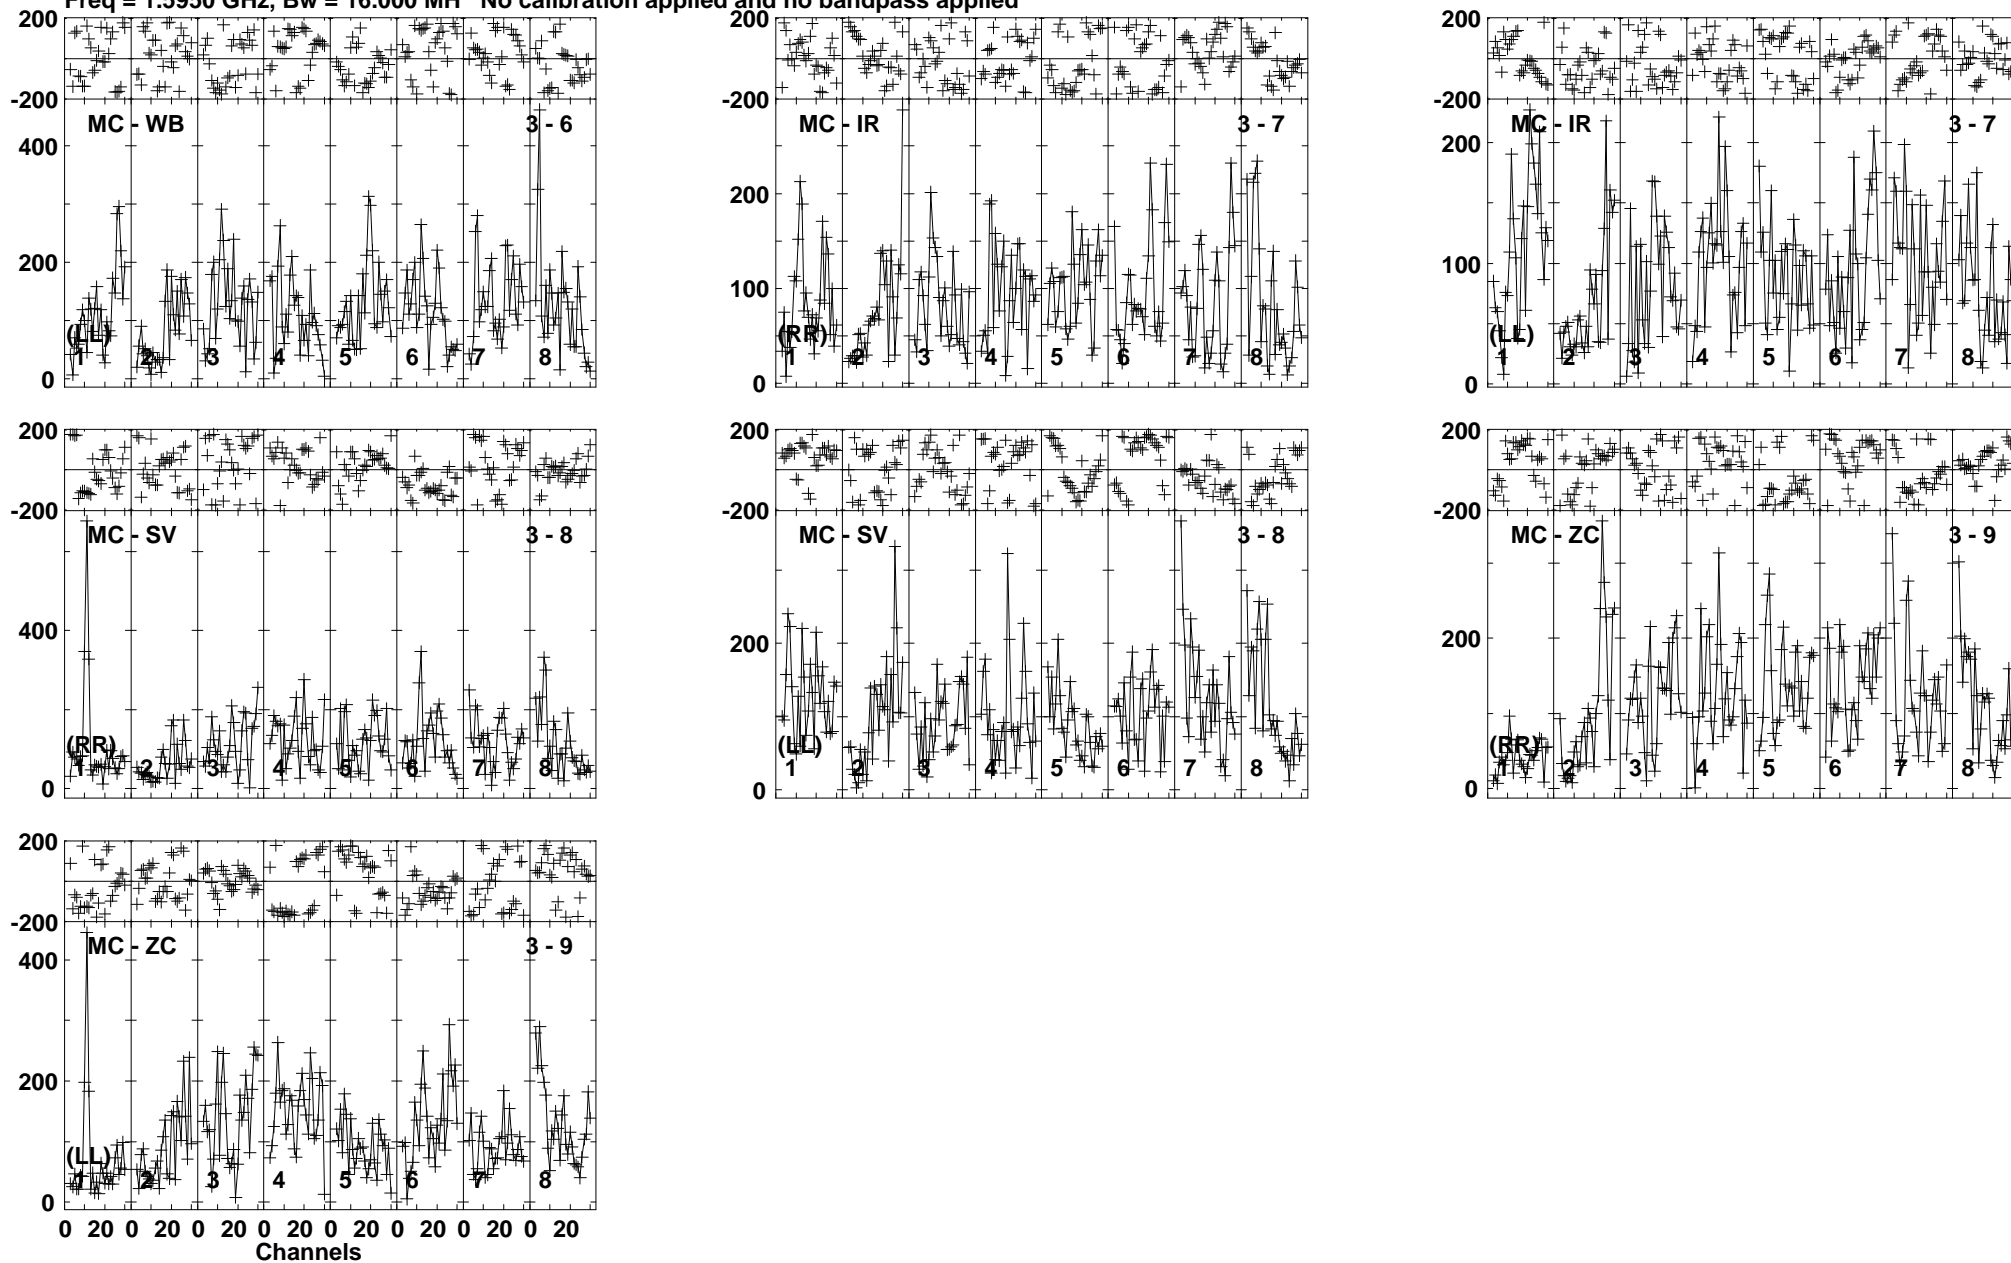 Freq = 1.5950 GHz, Bw = 16.000 MH No calibration applied and no bandpass applied
200
-200
MC - WB 3 - 6
400
200
0
(LL)
1 2 3 4 5 6 7 8
200
-200
MC - IR 3 - 7
200
100
0
(RR)
1 2 3 4 5 6 7 8
200
-200
MC - IR 3 - 7
200
100
0
(LL)
1 2 3 4 5 6 7 8
200
-200
MC - SV 3 - 8
400
0
(RR)
1 2 3 4 5 6 7 8
200
-200
MC - SV 3 - 8
200
0
(LL)
1 2 3 4 5 6 7 8
200
-200
MC - ZC 3 - 9
200
0
(RR)
1 2 3 4 5 6 7 8
200
-200
MC - ZC 3 - 9
400
200
0
(LL)
1 2 3 4 5 6 7 8
0 20 0 20 0 20 0 20 0 20 0 20 0 20 0 20
Channels